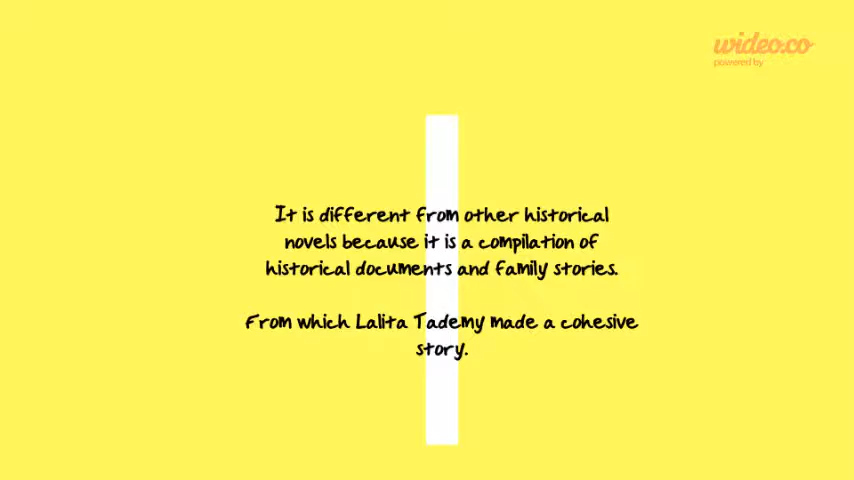 wideo.co
powered by
It is different from other historical
novels because it is a compilation of
historical documents and family stories.
From which Lalita Tademy made a cohesive
story.